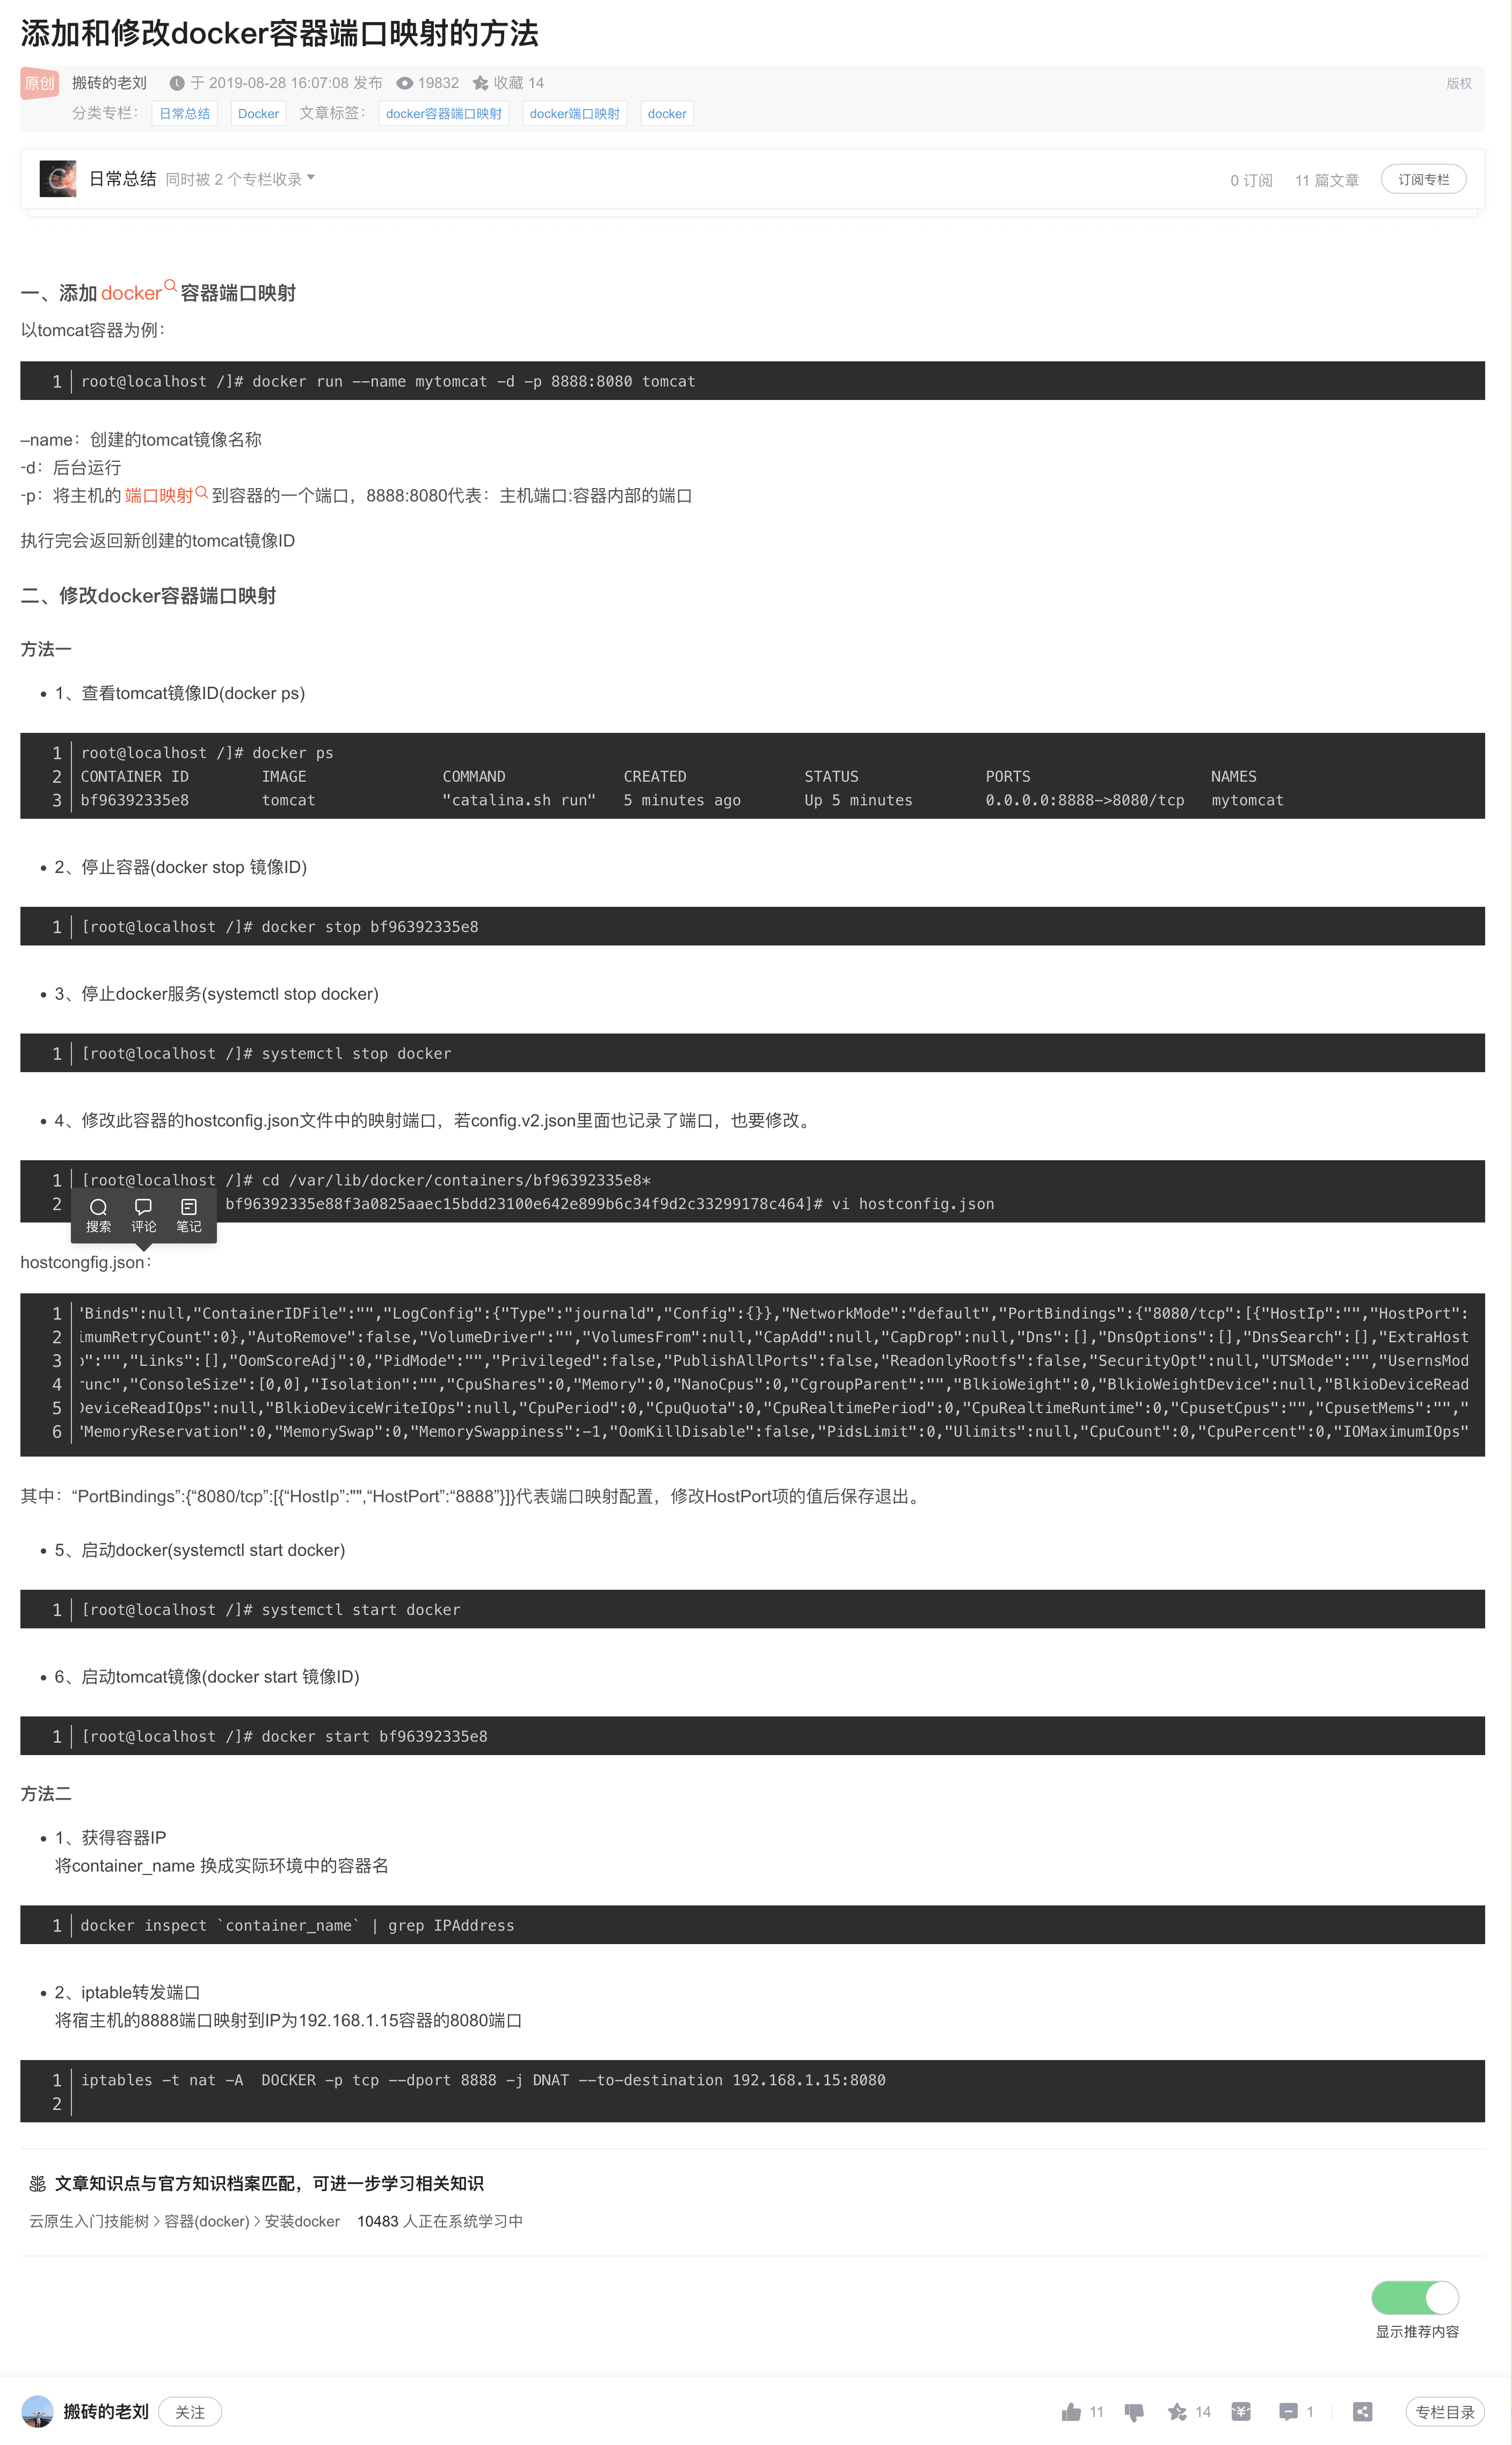 添加和修改docker容器端口映射的方法
原创 搬砖的老刘 于 2019-08-28 16:07:08 发布 19832 收藏 14 版权
分类专栏： 日常总结 Docker 文章标签： docker容器端口映射 docker端口映射 docker
日常总结 同时被 2 个专栏收录 0 订阅 11 篇文章 订阅专栏
一、添加 docker 容器端口映射
以tomcat容器为例：
1 root@localhost /]# docker run --name mytomcat -d -p 8888:8080 tomcat
–name：创建的tomcat镜像名称
-d：后台运行
-p：将主机的 端口映射 到容器的一个端口，8888:8080代表：主机端口:容器内部的端口
执行完会返回新创建的tomcat镜像ID
二、修改docker容器端口映射
方法一
• 1、查看tomcat镜像ID(docker ps)
1 root@localhost /]# docker ps
2 CONTAINER ID        IMAGE               COMMAND             CREATED             STATUS              PORTS                    NAMES
3 bf96392335e8        tomcat              "catalina.sh run"   5 minutes ago       Up 5 minutes        0.0.0.0:8888->8080/tcp   mytomcat
• 2、停止容器(docker stop 镜像ID)
1 [root@localhost /]# docker stop bf96392335e8
• 3、停止docker服务(systemctl stop docker)
1 [root@localhost /]# systemctl stop docker
• 4、修改此容器的hostconfig.json文件中的映射端口，若config.v2.json里面也记录了端口，也要修改。
1 [root@localhost /]# cd /var/lib/docker/containers/bf96392335e8*
2 bf96392335e88f3a0825aaec15bdd23100e642e899b6c34f9d2c33299178c464]# vi hostconfig.json
搜索 评论 笔记
hostcongfig.json：
1 "Binds":null,"ContainerIDFile":"","LogConfig":{"Type":"journald","Config":{}},"NetworkMode":"default","PortBindings":{"8080/tcp":[{"HostIp":"","HostPort":
2 imumRetryCount":0},"AutoRemove":false,"VolumeDriver":"","VolumesFrom":null,"CapAdd":null,"CapDrop":null,"Dns":[],"DnsOptions":[],"DnsSearch":[],"ExtraHost
3 ":"","Links":[],"OomScoreAdj":0,"PidMode":"","Privileged":false,"PublishAllPorts":false,"ReadonlyRootfs":false,"SecurityOpt":null,"UTSMode":"","UsernsMod
4 unc","ConsoleSize":[0,0],"Isolation":"","CpuShares":0,"Memory":0,"NanoCpus":0,"CgroupParent":"","BlkioWeight":0,"BlkioWeightDevice":null,"BlkioDeviceRead
5 DeviceReadIOps":null,"BlkioDeviceWriteIOps":null,"CpuPeriod":0,"CpuQuota":0,"CpuRealtimePeriod":0,"CpuRealtimeRuntime":0,"CpusetCpus":"","CpusetMems":"","
6 "MemoryReservation":0,"MemorySwap":0,"MemorySwappiness":-1,"OomKillDisable":false,"PidsLimit":0,"Ulimits":null,"CpuCount":0,"CpuPercent":0,"IOMaximumIOps"
其中：“PortBindings”:{“8080/tcp”:[{“HostIp”:"",“HostPort”:“8888”}]}代表端口映射配置，修改HostPort项的值后保存退出。
• 5、启动docker(systemctl start docker)
1 [root@localhost /]# systemctl start docker
• 6、启动tomcat镜像(docker start 镜像ID)
1 [root@localhost /]# docker start bf96392335e8
方法二
• 1、获得容器IP
将container_name 换成实际环境中的容器名
1 docker inspect `container_name` | grep IPAddress
• 2、iptable转发端口
将宿主机的8888端口映射到IP为192.168.1.15容器的8080端口
1 iptables -t nat -A  DOCKER -p tcp --dport 8888 -j DNAT --to-destination 192.168.1.15:8080
2
文章知识点与官方知识档案匹配，可进一步学习相关知识
云原生入门技能树 > 容器(docker) > 安装docker 10483 人正在系统学习中
显示推荐内容
搬砖的老刘 关注 11 14 1 专栏目录